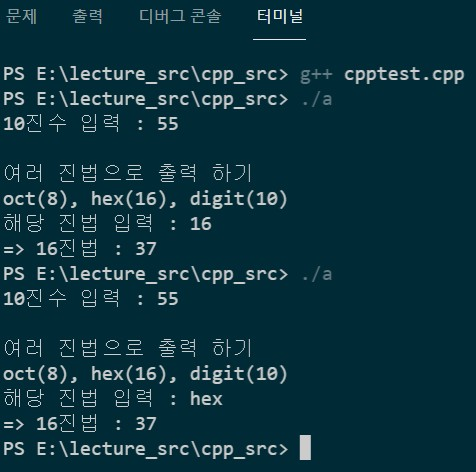 문제 출력 디버그 콘솔 터미널
PS E:\lecture_src\cpp_src> g++ cpptest.cpp
PS E:\lecture_src\cpp_src> ./a
10진수 입력 : 55
여러 진법으로 출력 하기
oct(8), hex(16), digit(10)
해당 진법 입력 : 16
=> 16진법 : 37
PS E:\lecture_src\cpp_src> ./a
10진수 입력 : 55
여러 진법으로 출력 하기
oct(8), hex(16), digit(10)
해당 진법 입력 : hex
=> 16진법 : 37
PS E:\lecture_src\cpp_src>